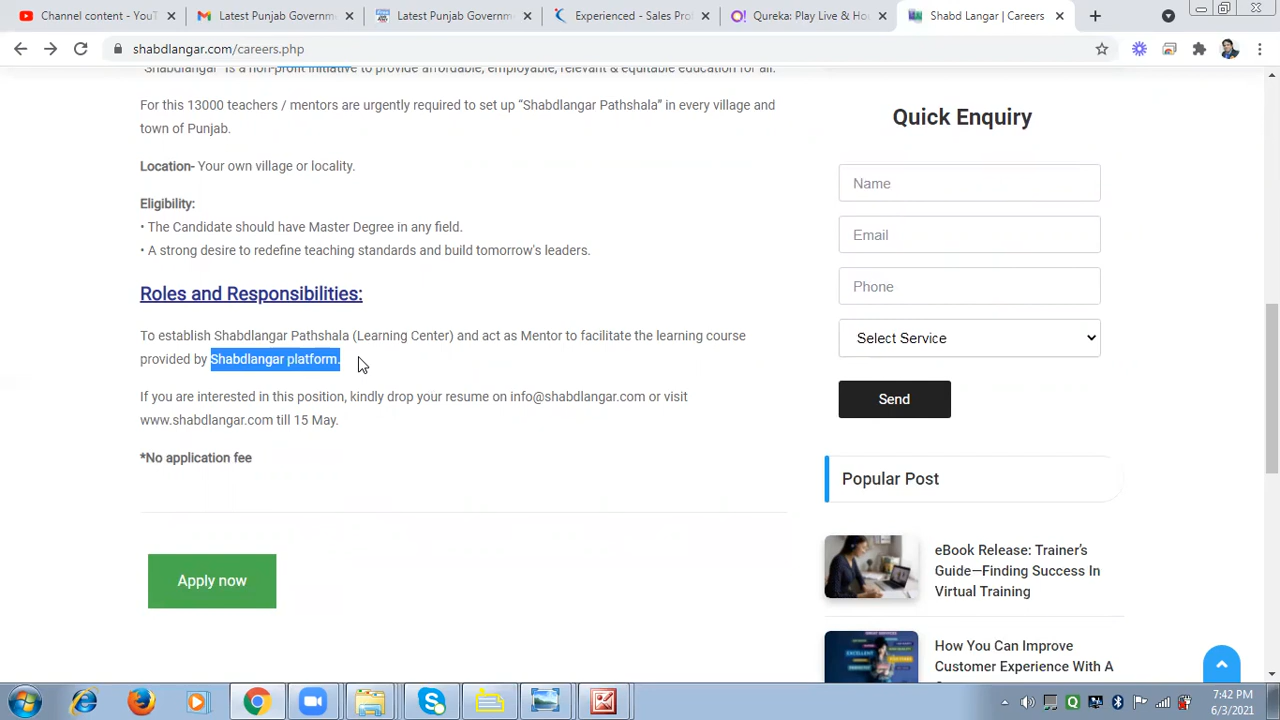 Content creation - YouT
Latest Punjab Governm
Latest Punjab Governm
Experienced - Sales Prof
Qureka: Play Live & Ho
Shabd Langar | Careers
shabdlangar.com/careers.php
"Shabdlangar" is a non-profit initiative to provide affordable, employable, relevant & equitable education for all.
For this 13000 teachers / mentors are urgently required to set up “Shabdlangar Pathshala” in every village and
town of Punjab.
Location- Your own village or locality.
Eligibility:
• The Candidate should have Master Degree in any field.
• A strong desire to redefine teaching standards and build tomorrow's leaders.
Roles and Responsibilities:
To establish Shabdlangar Pathshala (Learning Center) and act as Mentor to facilitate the learning course
provided by Shabdlangar platform.
If you are interested in this position, kindly drop your resume on info@shabdlangar.com or visit
www.shabdlangar.com till 15 May.
*No application fee
Apply now
Quick Enquiry
Name
Email
Phone
Select Service
Send
Popular Post
eBook Release: Trainer's
Guide—Finding Success In
Virtual Training
How You Can Improve
Customer Experience With A
7:42 PM
6/3/2021